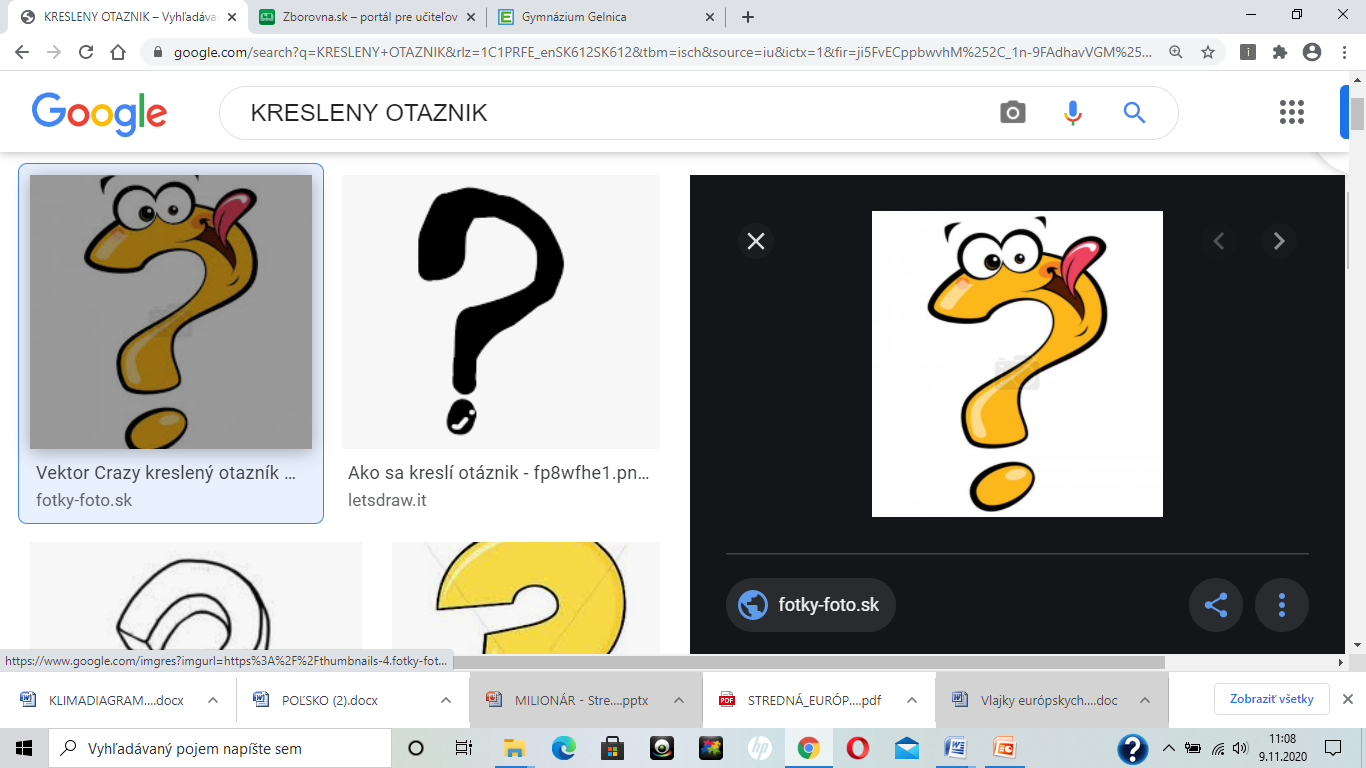 KRESLENY OTAZNIK – Vyhľadáva
Zborovna.sk – portál pre učiteľov
Gymnázium Gelnica
google.com/search?q=KRESLENY+OTAZNIK&rlz=1C1PRFE_enSK612SK612&tbm=isch&source=iu&ictx=1&fir=ji5FvECppbwvhM%252C_1n-9FAdhavVGM%25...
Google
KRESLENY OTAZNIK
Vektor Crazy kreslený otazník ...
fotky-foto.sk
Ako sa kreslí otáznik - fp8wfhe1.pn...
letsdraw.it
fotky-foto.sk
https://www.google.com/imgres?imgurl=https%3A%2F%2Fthumbnails-4.fotky-fot...
KLIMADIAGRAM....docx
POĽSKO (2).docx
MILIONÁR - Stre....pptx
STREDNÁ_EURÓP....pdf
Vlajky európskych....doc
Zobraziť všetky
Vyhľadávaný pojem napíšte sem
11:08
9.11.2020